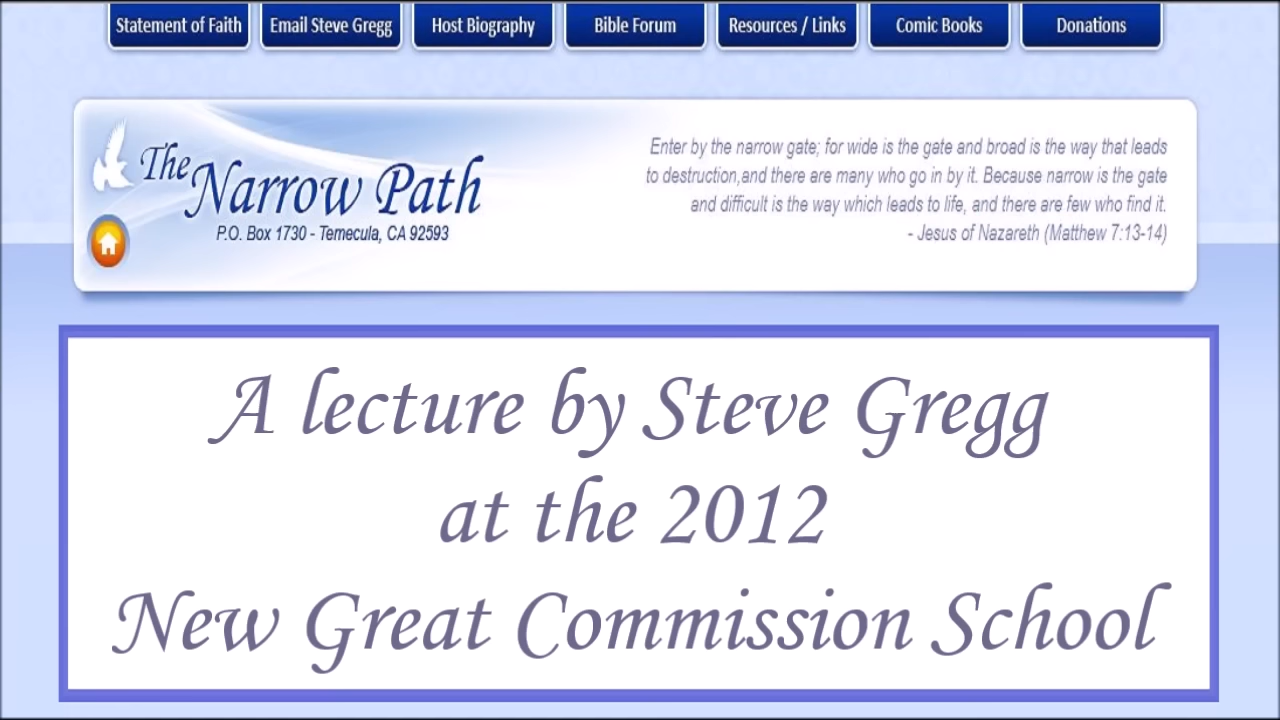 Statement of Faith
Email Steve Gregg
Host Biography
Bible Forum
Resources / Links
Comic Books
Donations
The
Narrow Path
P.O. Box 1730 - Temecula, CA 92593
Enter by the narrow gate; for wide is the gate and broad is the way that leads
to destruction,and there are many who go in by it. Because narrow is the gate
and difficult is the way which leads to life, and there are few who find it.
- Jesus of Nazareth (Matthew 7:13-14)
A lecture by Steve Gregg
at the 2012
New Great Commission School